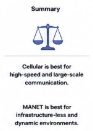 Summary
Cellular is best for
high-speed and large-scale
communication.
MANET is best for
infrastructure-less and
dynamic environments.